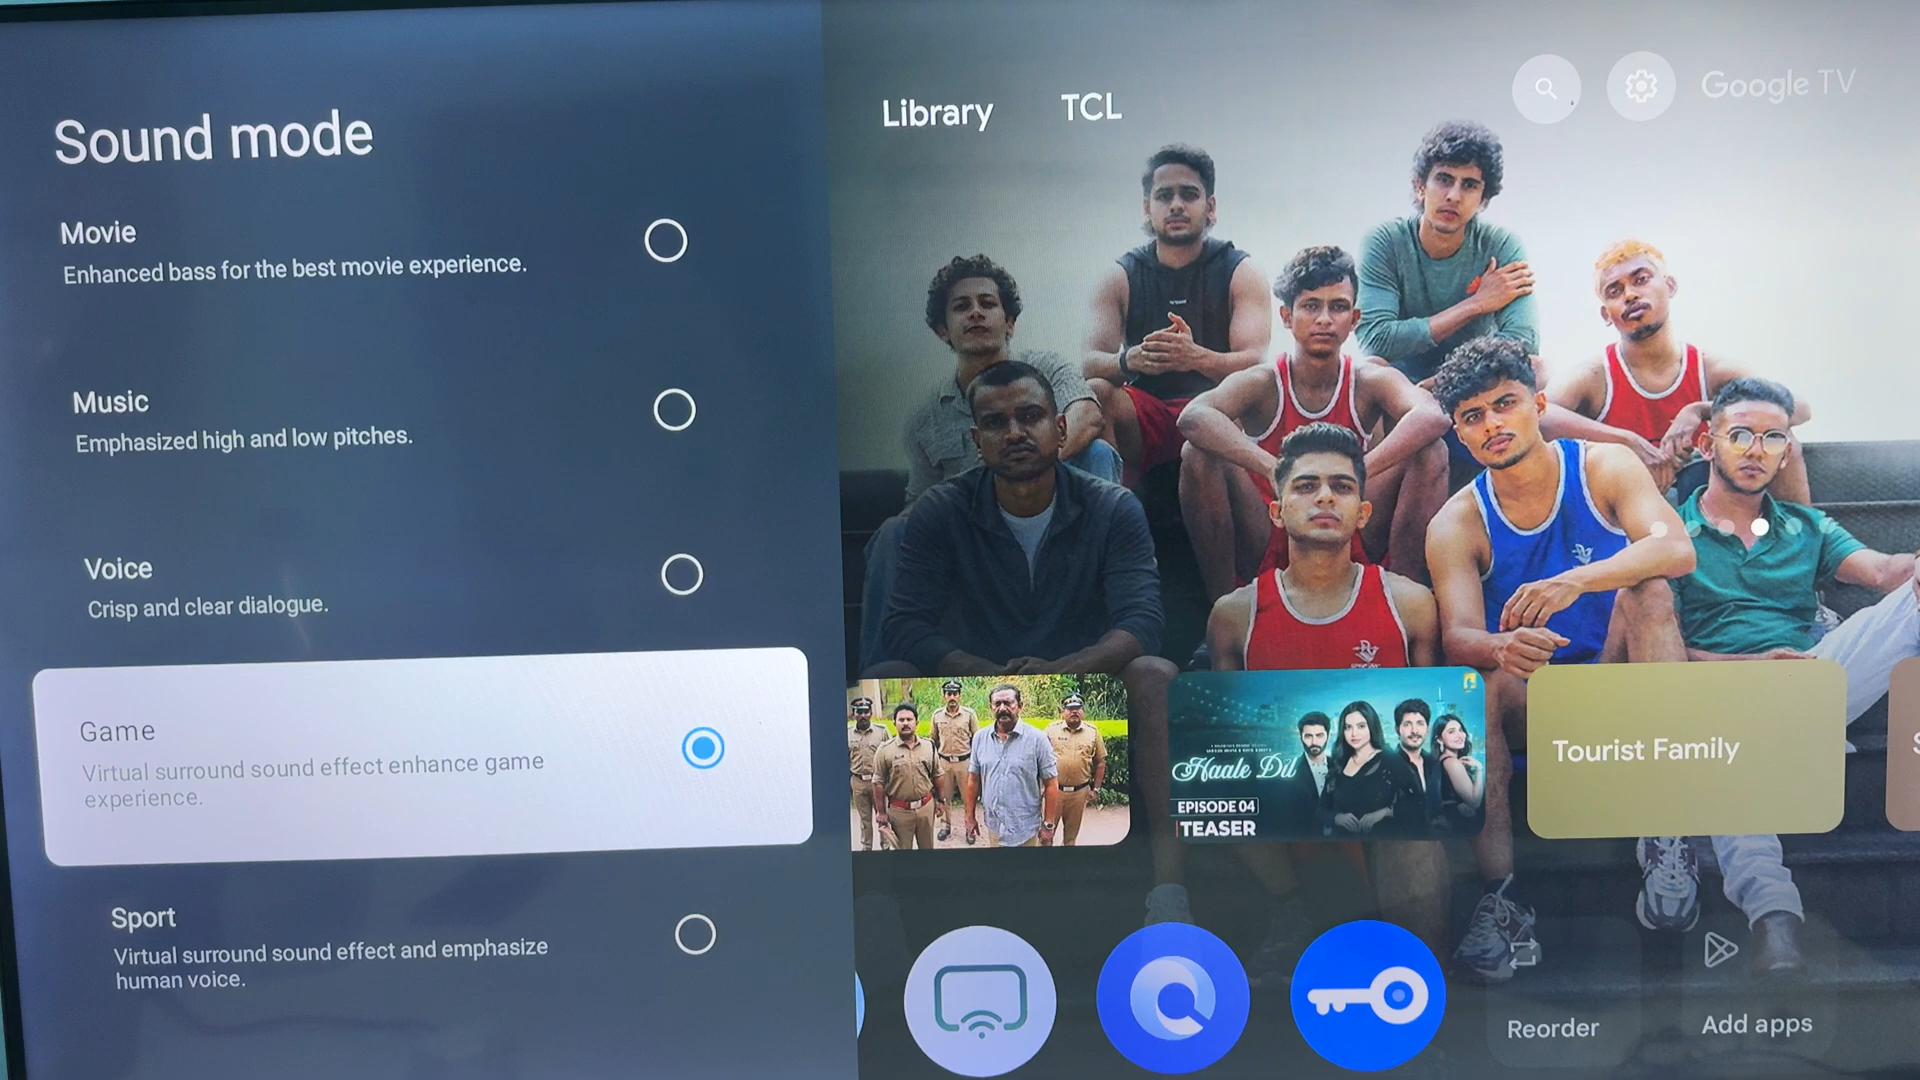 Sound mode
Movie
Enhanced bass for the best movie experience.
Music
Emphasized high and low pitches.
Voice
Crisp and clear dialogue.
Game
Virtual surround sound effect enhance game
experience.
Sport
Virtual surround sound effect and emphasize
human voice.
Library
TCL
Google TV
Haale Dil
EPISODE 04
TEASER
Tourist Family
Reorder
Add apps